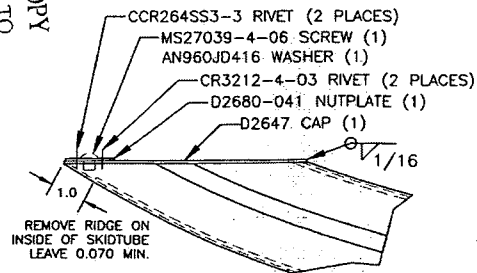 OPY
TO
CCR264SS3-3 RIVET (2 PLACES)
MS27039-4-06 SCREW (1)
AN960JD416 WASHER (1)
CR3212-4-03 RIVET (2 PLACES)
D2680-041 NUTPLATE (1)
D2647 CAP (1)
1/16
1.0
REMOVE RIDGE ON
INSIDE OF SKIDTUBE
LEAVE 0.070 MIN.